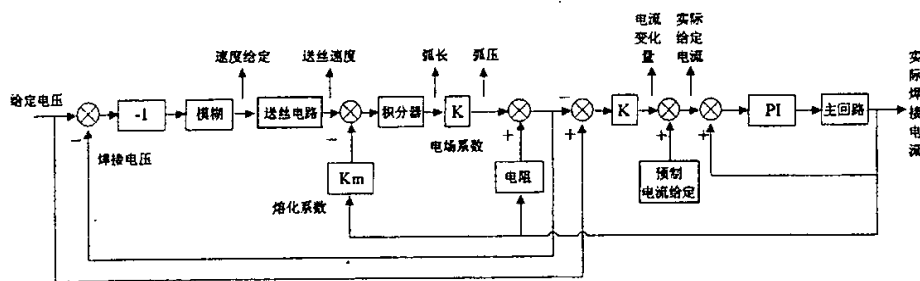 给定电压
-1
模糊
速度给定
送丝电路
送丝速度
焊接电压
Km
熔化系数
积分器
弧长
K
弧压
电场系数
电阻
K
电流
变化
量
实际
给定
电流
预制
电流给定
PI
主回路
实
际
焊
接
电
流
−
−
+
−
+
+
+